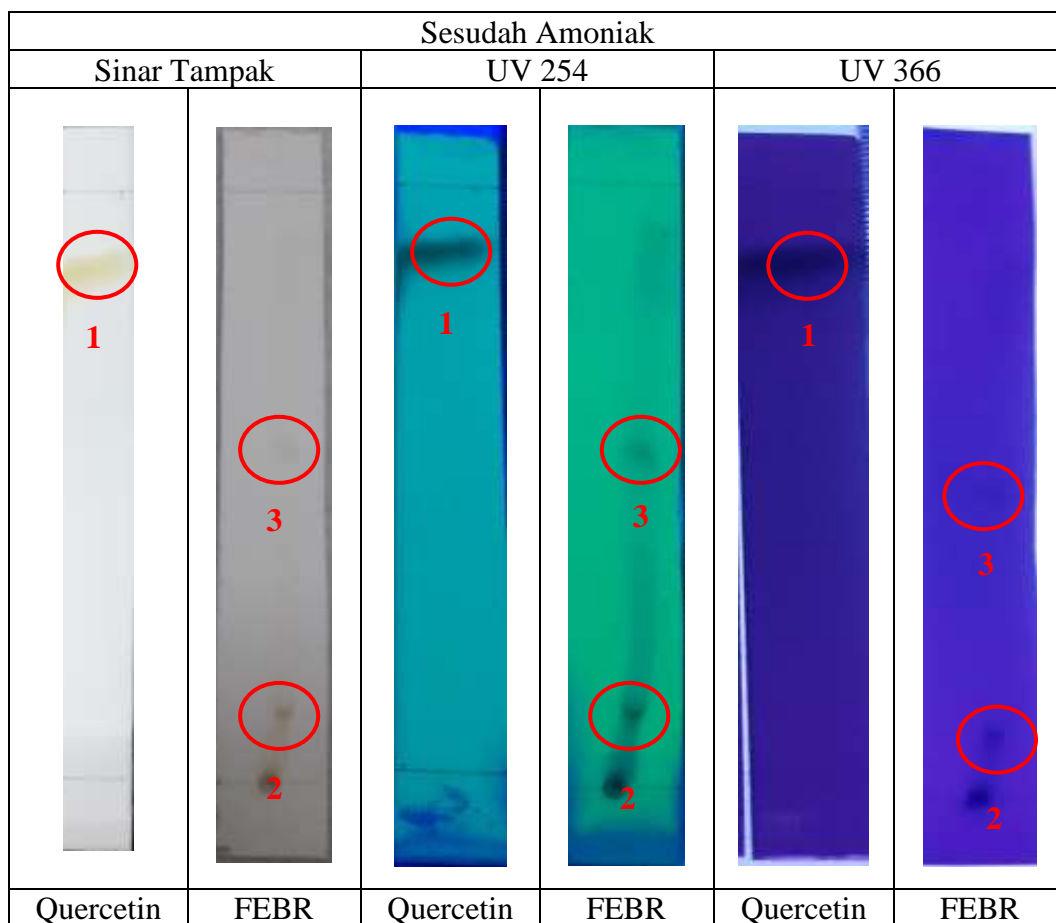 Sesudah Amoniak
Sinar Tampak UV 254 UV 366
1 1 1
3 3 3
2 2 2
Quercetin FEBR Quercetin FEBR Quercetin FEBR